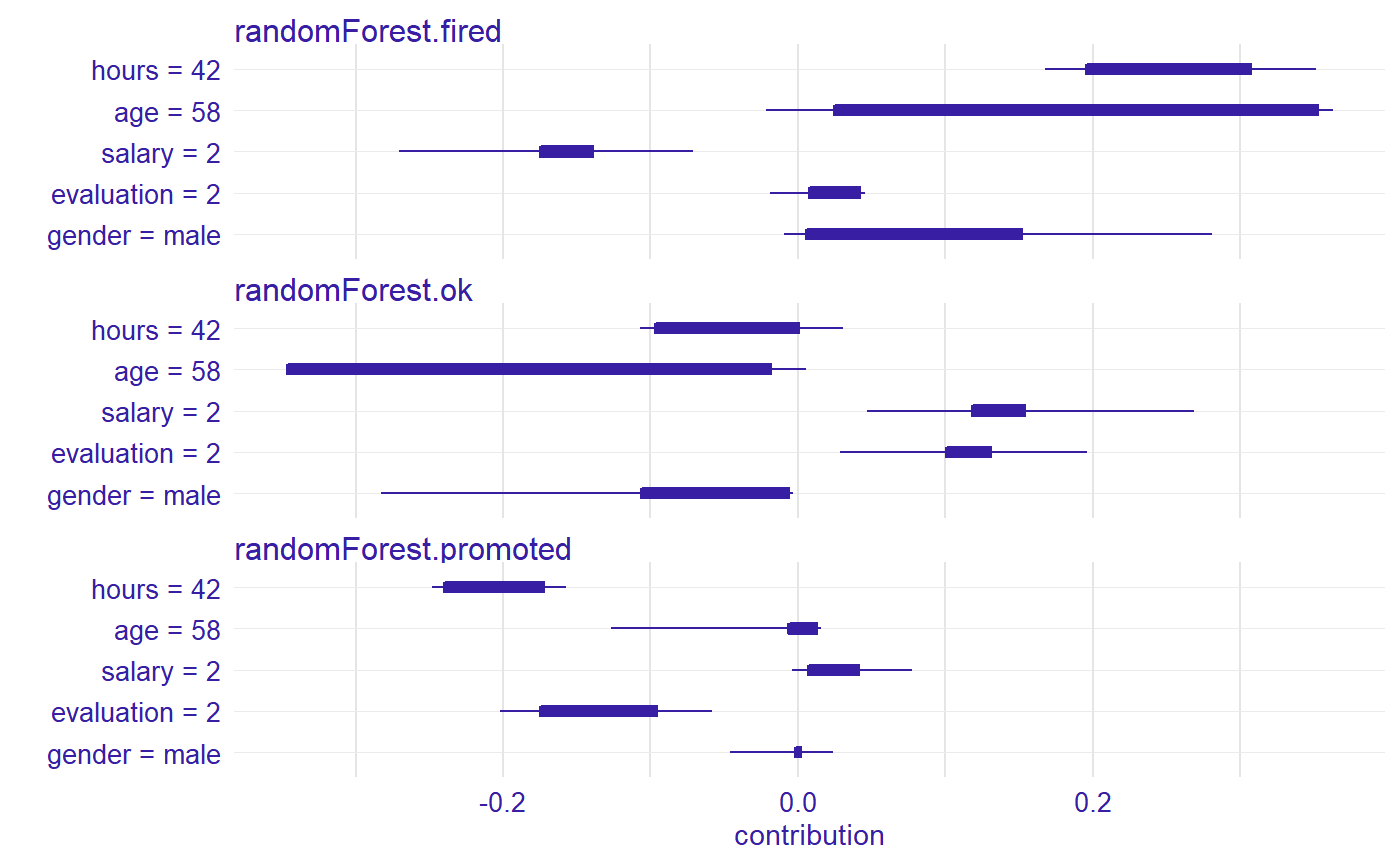 randomForest.fired
hours = 42
age = 58
salary = 2
evaluation = 2
gender = male
randomForest.ok
hours = 42
age = 58
salary = 2
evaluation = 2
gender = male
randomForest.promoted
hours = 42
age = 58
salary = 2
evaluation = 2
gender = male
-0.2 0.0 0.2
contribution